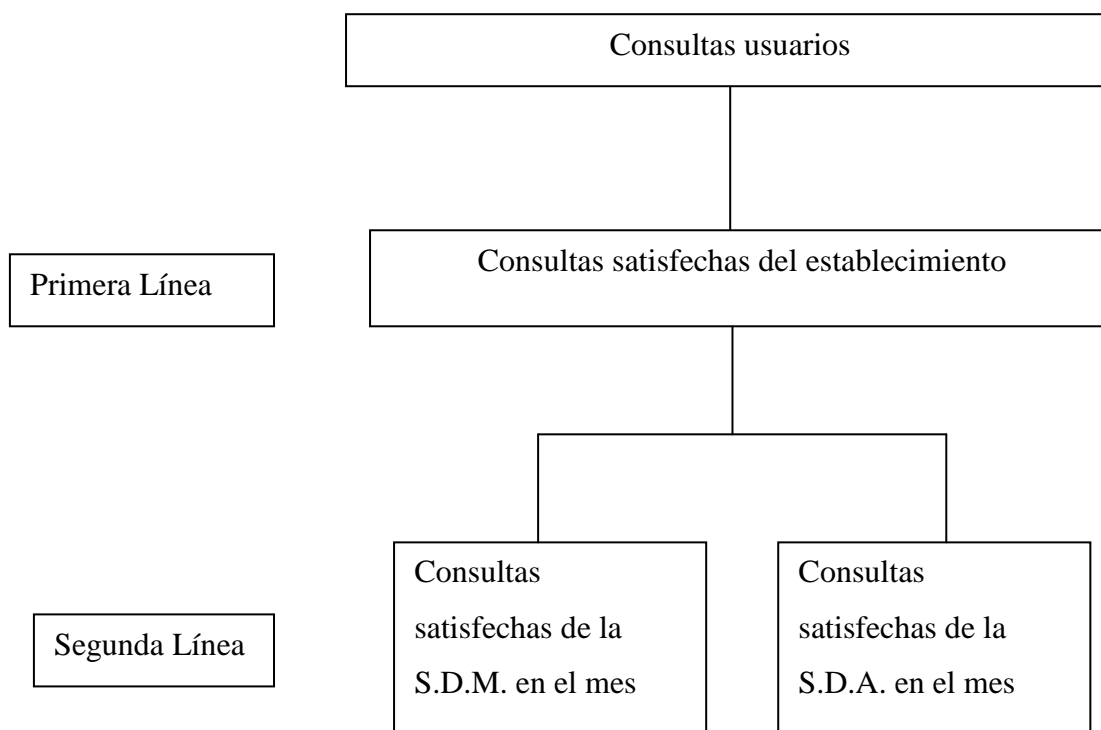 Consultas usuarios
Primera Línea
Consultas satisfechas del establecimiento
Segunda Línea
Consultas
satisfechas de la
S.D.M. en el mes
Consultas
satisfechas de la
S.D.A. en el mes